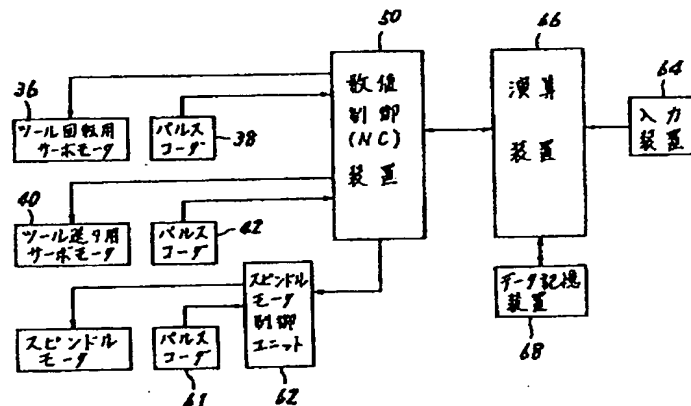 50
66
64
36
数値
制御
(NC)
装置
演算
装置
入力
装置
ツール回転用
サーボモータ
パルス
コーダ
38
40
ツール送り用
サーボモータ
パルス
コーダ
42
スピンドル
モータ
制御
ユニット
データ記憶
装置
68
スピンドル
モータ
パルス
コーダ
61
62